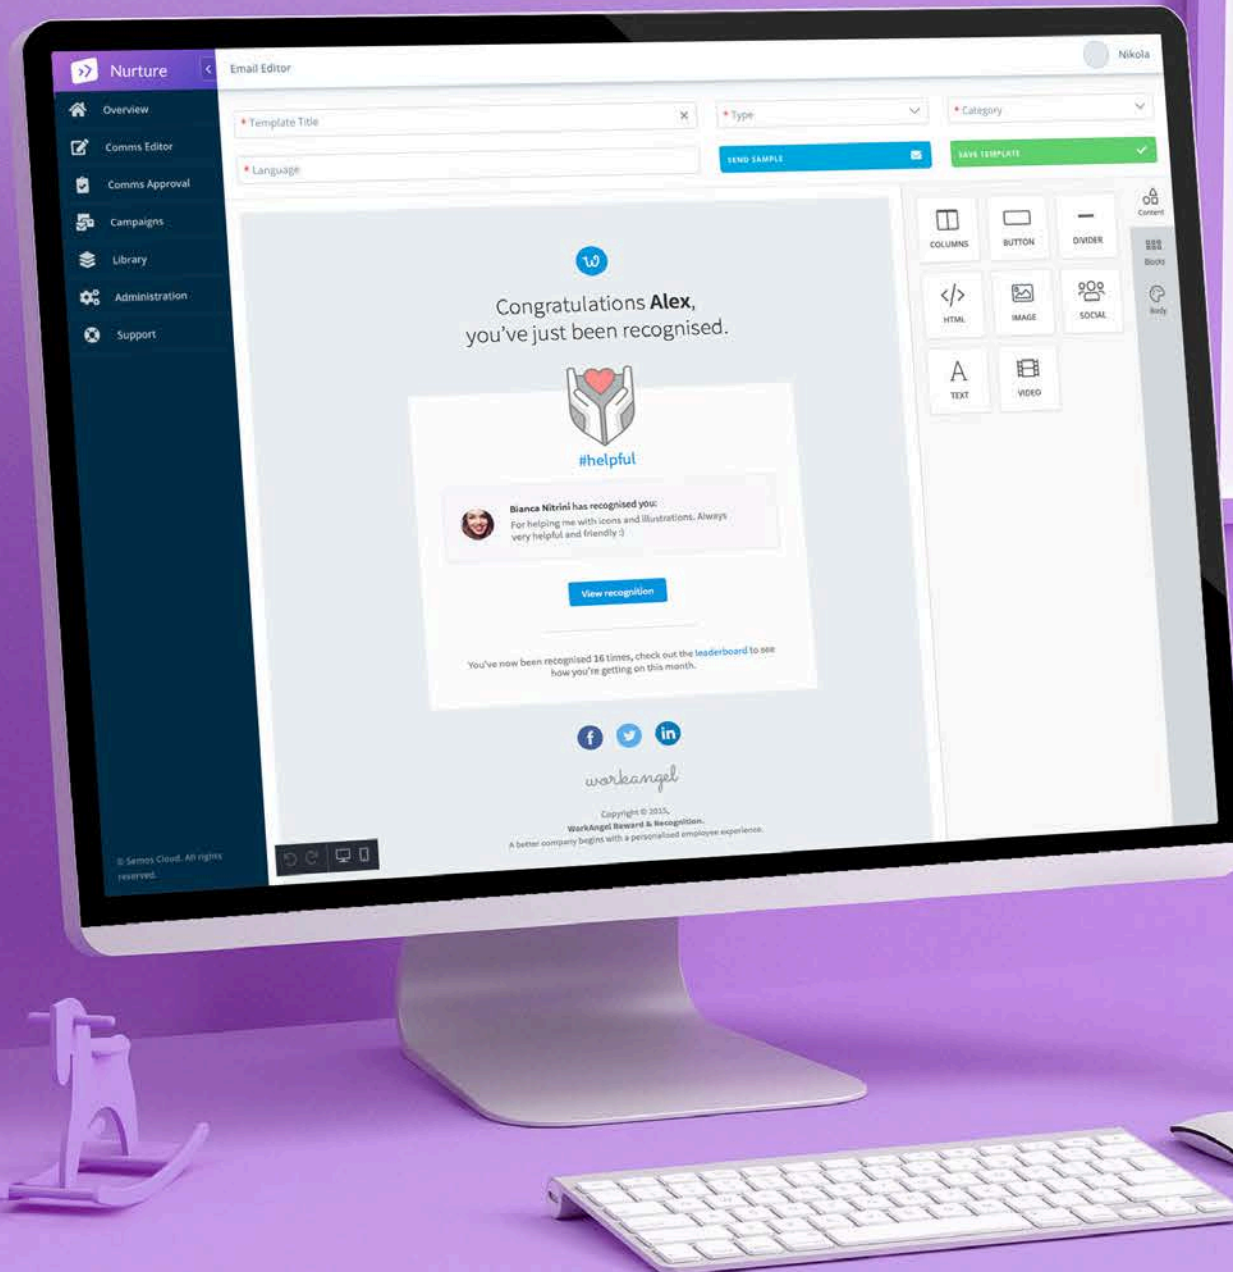 Nurture
Email Editor
Nikola
Overview
Comms Editor
Comms Approval
Campaigns
Library
Administration
Support
* Template Title
* Type
* Category
* Language
SEND SAMPLE
SAVE TEMPLATE
Congratulations Alex,
you've just been recognised.
#helpful
Bianca Nitrini has recognised you:
For helping me with icons and illustrations. Always
very helpful and friendly :)
View recognition
You've now been recognised 16 times, check out the leaderboard to see
how you're getting on this month.
f
in
workangel
Copyright © 2015,
WorkAngel Reward & Recognition.
A better company begins with a personalised employee experience.
COLUMNS
BUTTON
DIVIDER
HTML
IMAGE
SOCIAL
TEXT
VIDEO
Content
Blocks
Body
© Semos Cloud. All rights
reserved.